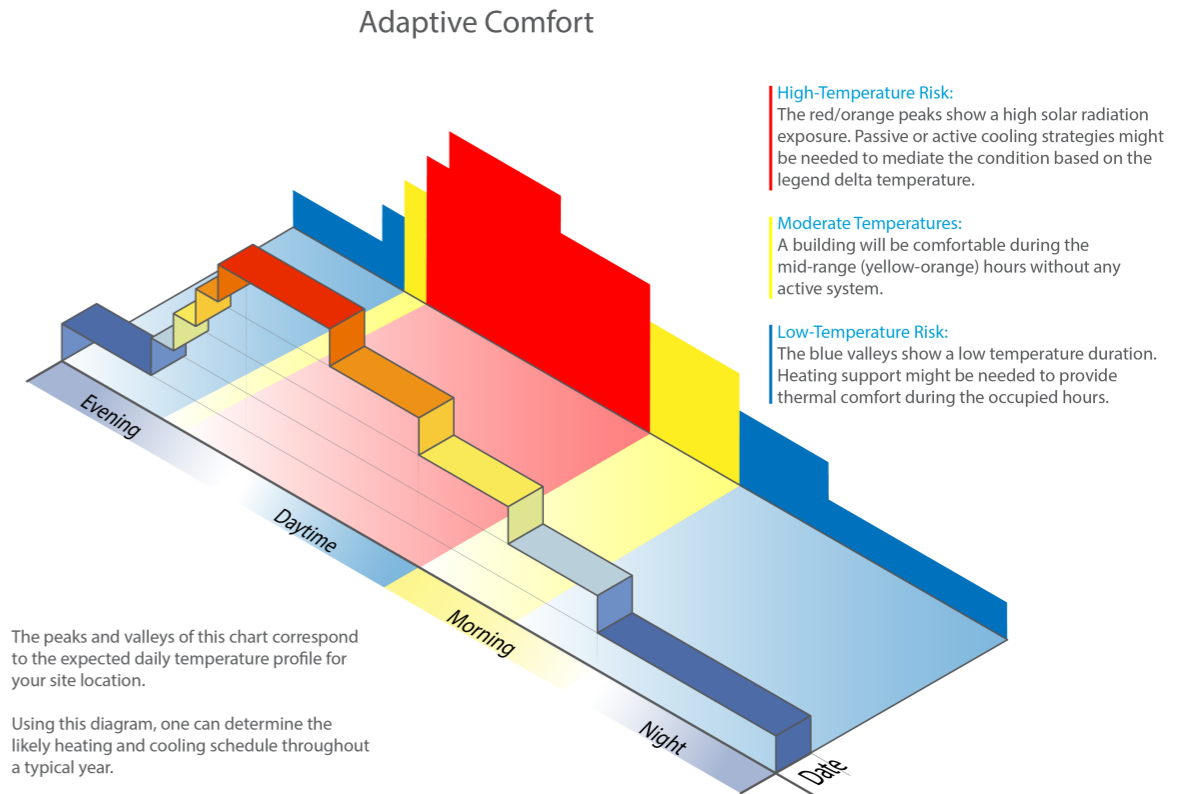 Adaptive Comfort
High-Temperature Risk:
The red/orange peaks show a high solar radiation
exposure. Passive or active cooling strategies might
be needed to mediate the condition based on the
legend delta temperature.
Moderate Temperatures:
A building will be comfortable during the
mid-range (yellow-orange) hours without any
active system.
Low-Temperature Risk:
The blue valleys show a low temperature duration.
Heating support might be needed to provide
thermal comfort during the occupied hours.
Evening
Daytime
Morning
Night
Date
The peaks and valleys of this chart correspond
to the expected daily temperature profile for
your site location.
Using this diagram, one can determine the
likely heating and cooling schedule throughout
a typical year.